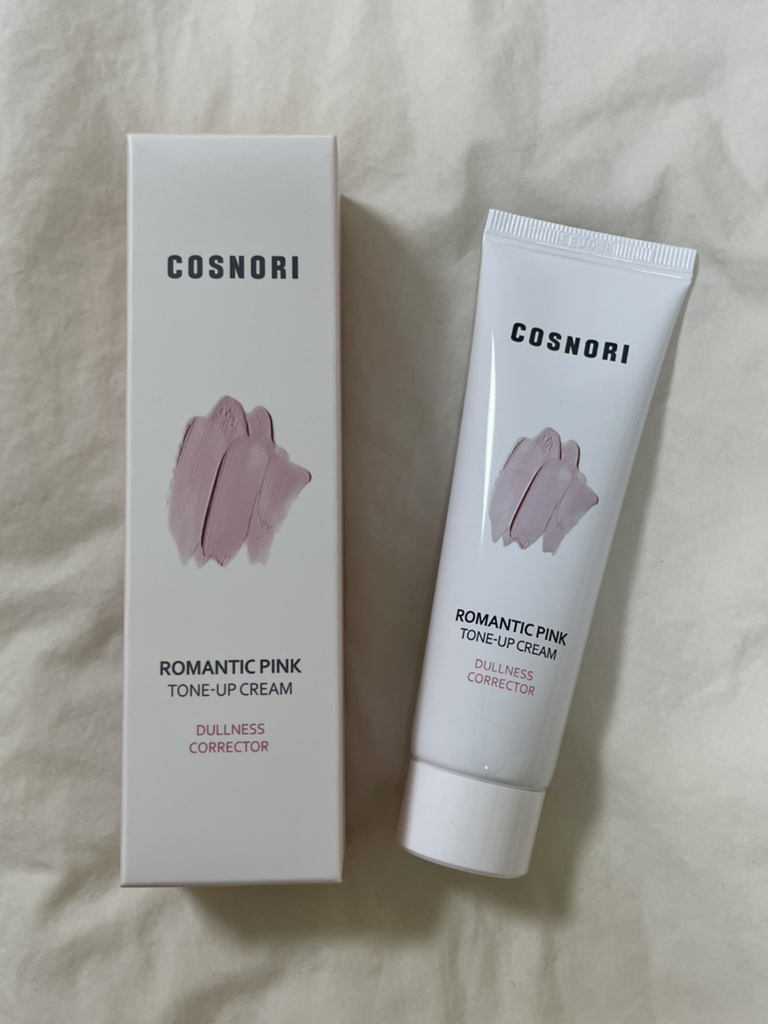 COSNORI
ROMANTIC PINK
TONE-UP CREAM
DULLNESS
CORRECTOR
COSNORI
ROMANTIC PINK
TONE-UP CREAM
DULLNESS
CORRECTOR